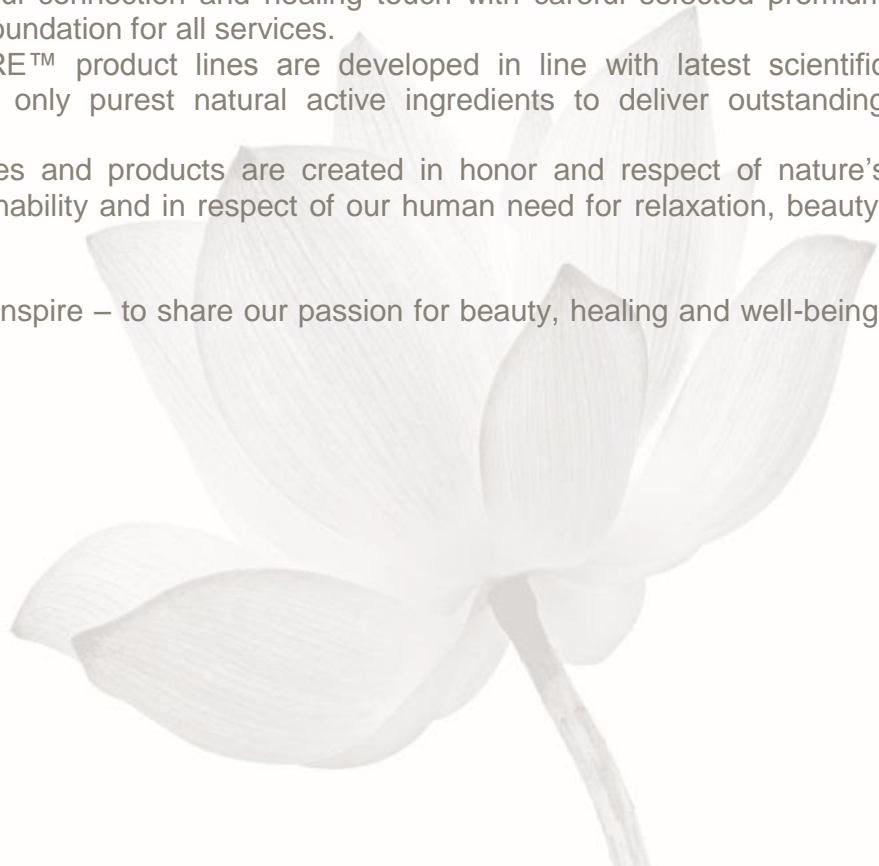 connection and healing touch with careful selected premium
oundation for all services.
RE™ product lines are developed in line with latest scientific
only purest natural active ingredients to deliver outstanding
es and products are created in honor and respect of nature's
nability and in respect of our human need for relaxation, beauty
nspire – to share our passion for beauty, healing and well-being